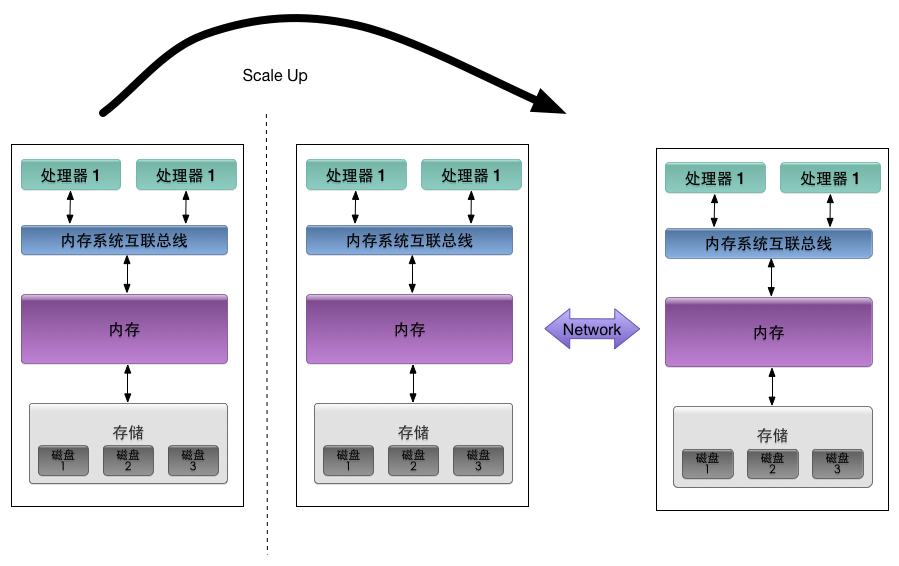 Scale Up
处理器 1
处理器 1
内存系统互联总线
内存
存储
磁盘
1
磁盘
2
磁盘
3
处理器 1
处理器 1
内存系统互联总线
内存
存储
磁盘
1
磁盘
2
磁盘
3
Network
处理器 1
处理器 1
内存系统互联总线
内存
存储
磁盘
1
磁盘
2
磁盘
3